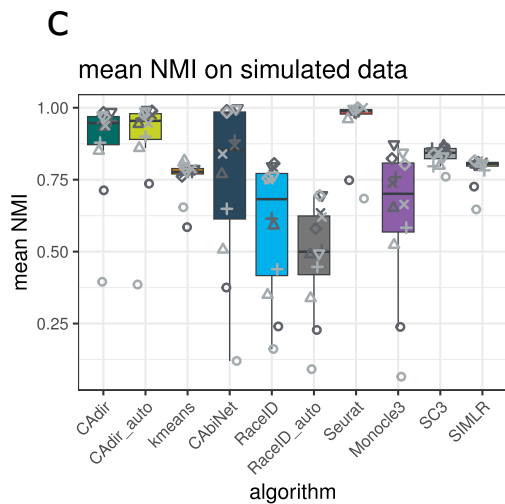 C
mean NMI on simulated data
1.00
0.75
0.50
0.25
mean NMI
CAdir
CAdir_auto
kmeans
CAbiNet
RaceID
RaceID_auto
Seurat
Monocle3
SC3
SIMLR
algorithm